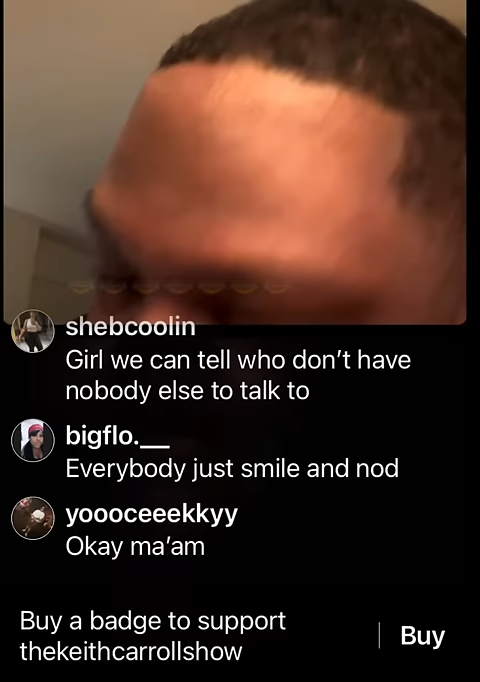 shebcoolin
Girl we can tell who don’t have
nobody else to talk to
bigflo.__
Everybody just smile and nod
yoooceeekkyy
Okay ma’am
Buy a badge to support
thekeithcarrollshow
Buy